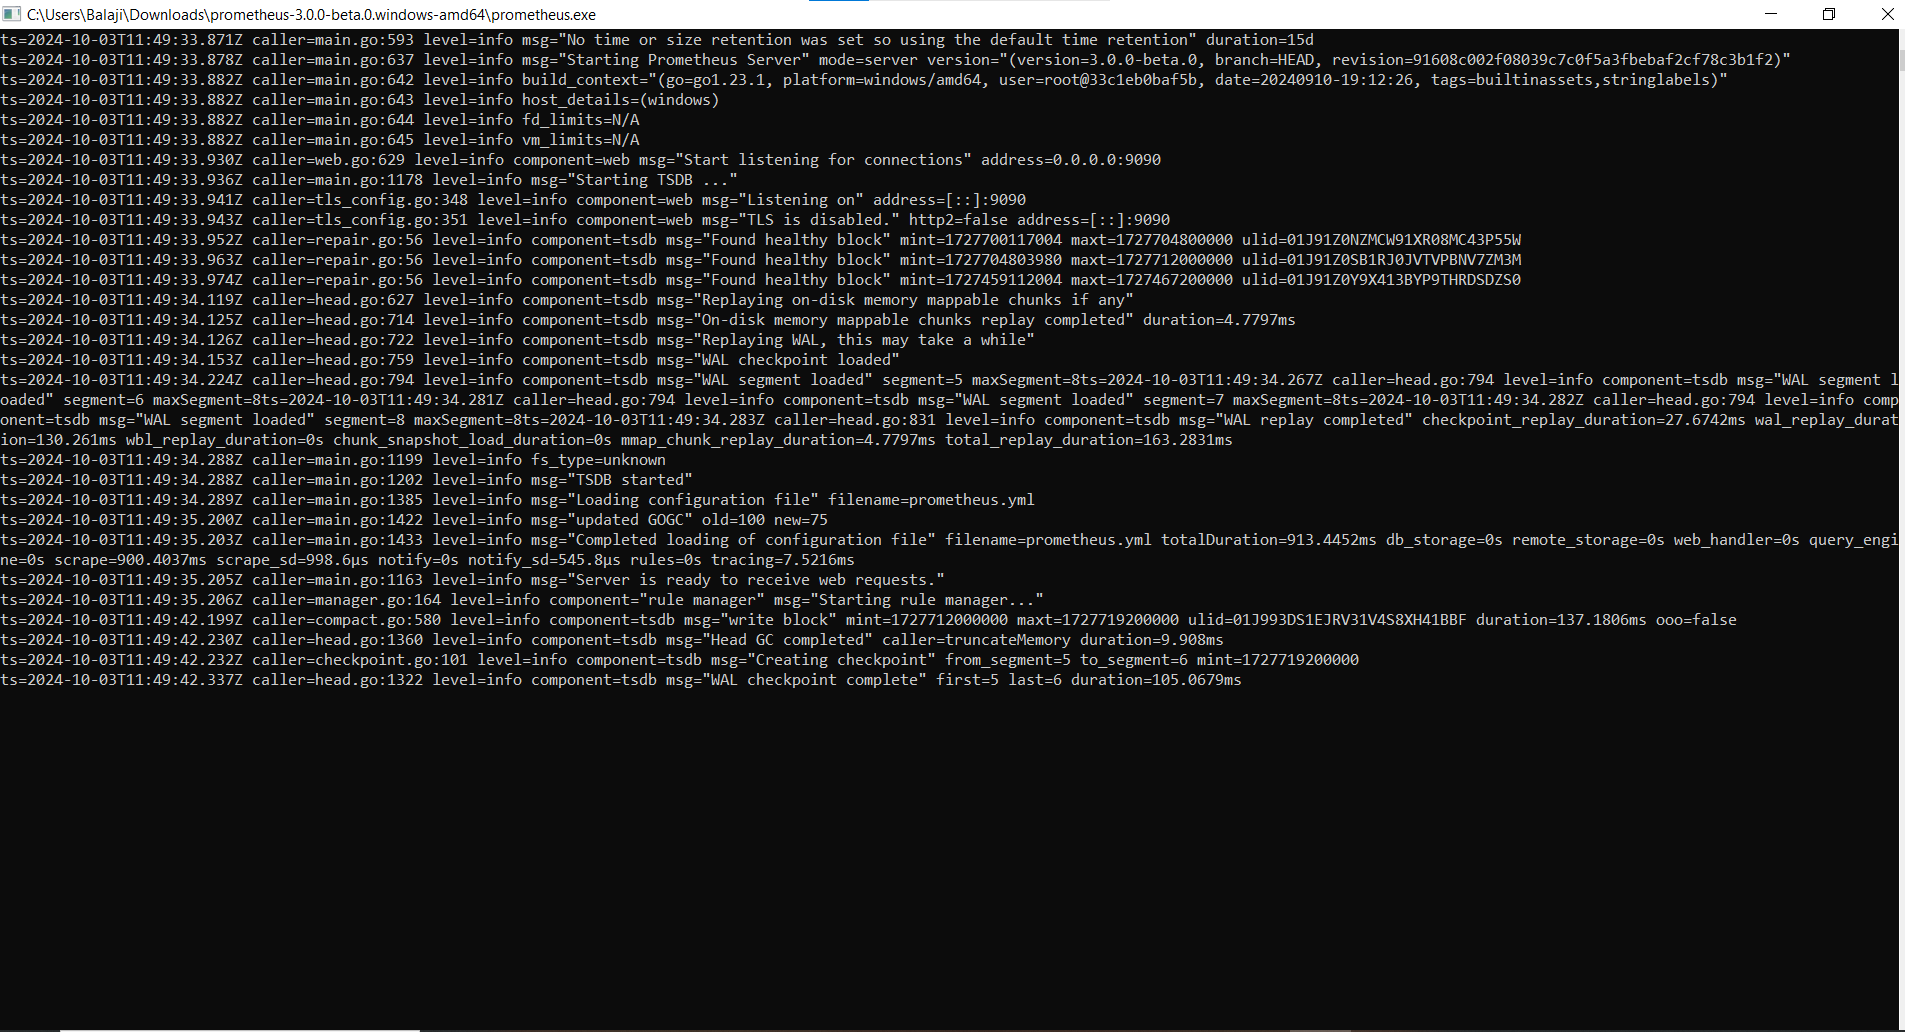 C:\Users\Balaji\Downloads\prometheus-3.0.0-beta.0.windows-amd64\prometheus.exe
ts=2024-10-03T11:49:33.871Z caller=main.go:593 level=info msg="No time or size retention was set so using the default time retention" duration=15d
ts=2024-10-03T11:49:33.878Z caller=main.go:637 level=info msg="Starting Prometheus Server" mode=server version="(version=3.0.0-beta.0, branch=HEAD, revision=91608c002f08039c7c0f5a3fbebaf2cf78c3b1f2)"
ts=2024-10-03T11:49:33.882Z caller=main.go:642 level=info build_context="(go=go1.23.1, platform=windows/amd64, user=root@33c1eb0baf5b, date=20240910-19:12:26, tags=builtinassets,stringlabels)"
ts=2024-10-03T11:49:33.882Z caller=main.go:643 level=info host_details=(windows)
ts=2024-10-03T11:49:33.882Z caller=main.go:644 level=info fd_limits=N/A
ts=2024-10-03T11:49:33.882Z caller=main.go:645 level=info vm_limits=N/A
ts=2024-10-03T11:49:33.930Z caller=web.go:629 level=info component=web msg="Start listening for connections" address=0.0.0.0:9090
ts=2024-10-03T11:49:33.936Z caller=main.go:1178 level=info msg="Starting TSDB ..."
ts=2024-10-03T11:49:33.941Z caller=tls_config.go:348 level=info component=web msg="Listening on" address=[::]:9090
ts=2024-10-03T11:49:33.943Z caller=tls_config.go:351 level=info component=web msg="TLS is disabled." http2=false address=[::]:9090
ts=2024-10-03T11:49:33.952Z caller=repair.go:56 level=info component=tsdb msg="Found healthy block" mint=1727700117004 maxt=1727704800000 ulid=01J91Z0NZMCW91XR08MC43P55W
ts=2024-10-03T11:49:33.963Z caller=repair.go:56 level=info component=tsdb msg="Found healthy block" mint=1727704803980 maxt=1727712000000 ulid=01J91Z0SB1RJ0JVTVPBNV7ZM3M
ts=2024-10-03T11:49:33.974Z caller=repair.go:56 level=info component=tsdb msg="Found healthy block" mint=1727459112004 maxt=1727467200000 ulid=01J91Z0Y9X413BYP9THRDSDZS0
ts=2024-10-03T11:49:34.119Z caller=head.go:627 level=info component=tsdb msg="Replaying on-disk memory mappable chunks if any"
ts=2024-10-03T11:49:34.125Z caller=head.go:714 level=info component=tsdb msg="On-disk memory mappable chunks replay completed" duration=4.7797ms
ts=2024-10-03T11:49:34.126Z caller=head.go:722 level=info component=tsdb msg="Replaying WAL, this may take a while"
ts=2024-10-03T11:49:34.153Z caller=head.go:759 level=info component=tsdb msg="WAL checkpoint loaded"
ts=2024-10-03T11:49:34.224Z caller=head.go:794 level=info component=tsdb msg="WAL segment loaded" segment=5 maxSegment=8ts=2024-10-03T11:49:34.267Z caller=head.go:794 level=info component=tsdb msg="WAL segment l
oaded" segment=6 maxSegment=8ts=2024-10-03T11:49:34.281Z caller=head.go:794 level=info component=tsdb msg="WAL segment loaded" segment=7 maxSegment=8ts=2024-10-03T11:49:34.282Z caller=head.go:794 level=info comp
onent=tsdb msg="WAL segment loaded" segment=8 maxSegment=8ts=2024-10-03T11:49:34.283Z caller=head.go:831 level=info component=tsdb msg="WAL replay completed" checkpoint_replay_duration=27.6742ms wal_replay_durat
ion=130.261ms wbl_replay_duration=0s chunk_snapshot_load_duration=0s mmap_chunk_replay_duration=4.7797ms total_replay_duration=163.2831ms
ts=2024-10-03T11:49:34.288Z caller=main.go:1199 level=info fs_type=unknown
ts=2024-10-03T11:49:34.288Z caller=main.go:1202 level=info msg="TSDB started"
ts=2024-10-03T11:49:34.289Z caller=main.go:1385 level=info msg="Loading configuration file" filename=prometheus.yml
ts=2024-10-03T11:49:35.200Z caller=main.go:1422 level=info msg="updated GOGC" old=100 new=75
ts=2024-10-03T11:49:35.203Z caller=main.go:1433 level=info msg="Completed loading of configuration file" filename=prometheus.yml totalDuration=913.4452ms db_storage=0s remote_storage=0s web_handler=0s query_engi
ne=0s scrape=900.4037ms scrape_sd=998.6µs notify=0s notify_sd=545.8µs rules=0s tracing=7.5216ms
ts=2024-10-03T11:49:35.205Z caller=main.go:1163 level=info msg="Server is ready to receive web requests."
ts=2024-10-03T11:49:35.206Z caller=manager.go:164 level=info component="rule manager" msg="Starting rule manager..."
ts=2024-10-03T11:49:42.199Z caller=compact.go:580 level=info component=tsdb msg="write block" mint=1727712000000 maxt=1727719200000 ulid=01J993DS1EJRV31V4S8XH41BBF duration=137.1806ms ooo=false
ts=2024-10-03T11:49:42.230Z caller=head.go:1360 level=info component=tsdb msg="Head GC completed" caller=truncateMemory duration=9.908ms
ts=2024-10-03T11:49:42.232Z caller=checkpoint.go:101 level=info component=tsdb msg="Creating checkpoint" from_segment=5 to_segment=6 mint=1727719200000
ts=2024-10-03T11:49:42.337Z caller=head.go:1322 level=info component=tsdb msg="WAL checkpoint complete" first=5 last=6 duration=105.0679ms